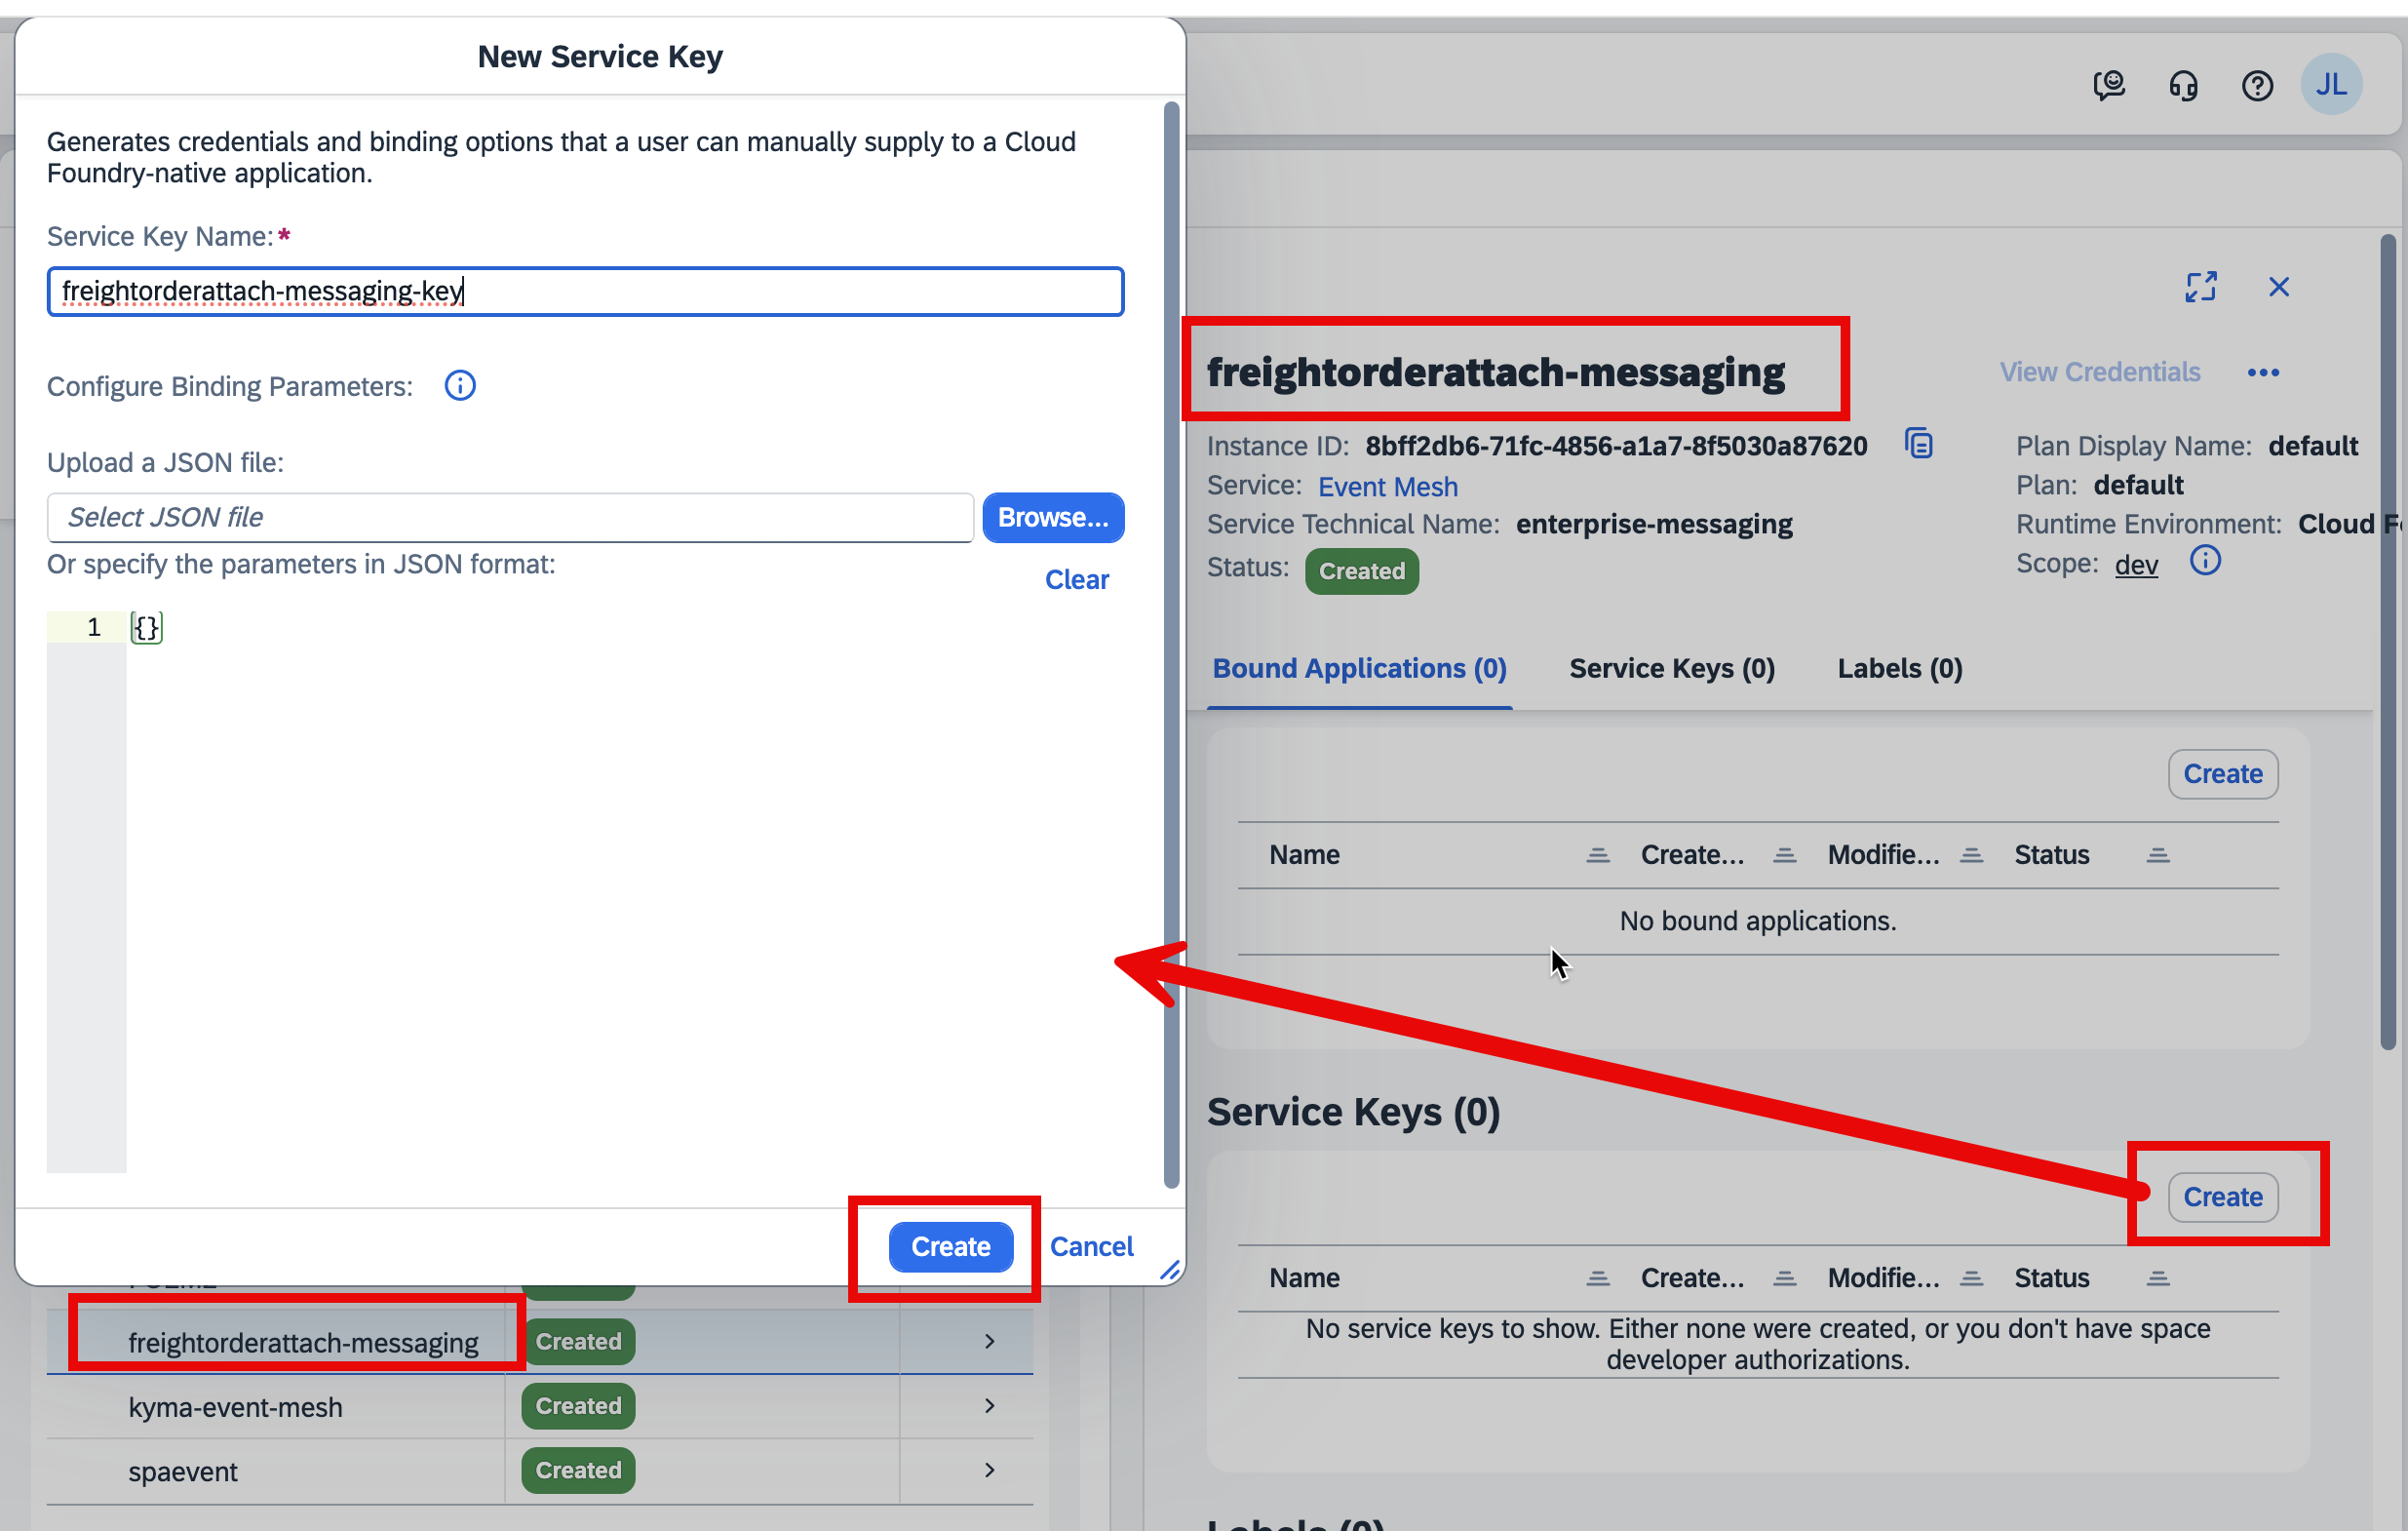 New Service Key
Generates credentials and binding options that a user can manually supply to a Cloud
Foundry-native application.
Service Key Name:*
freightorderattach-messaging-key
Configure Binding Parameters:
Upload a JSON file:
Select JSON file
Browse...
Or specify the parameters in JSON format:
Clear
1 {}
Create
Cancel
freightorderattach-messaging Created
kyma-event-mesh Created
spaevent Created
JL
freightorderattach-messaging
View Credentials
Instance ID: 8bff2db6-71fc-4856-a1a7-8f5030a87620
Service: Event Mesh
Service Technical Name: enterprise-messaging
Status: Created
Plan Display Name: default
Plan: default
Runtime Environment: Cloud
Scope: dev
Bound Applications (0) Service Keys (0) Labels (0)
Create
Name Create... Modifie... Status
No bound applications.
Service Keys (0)
Create
Name Create... Modifie... Status
No service keys to show. Either none were created, or you don't have space
developer authorizations.
Labels (0)